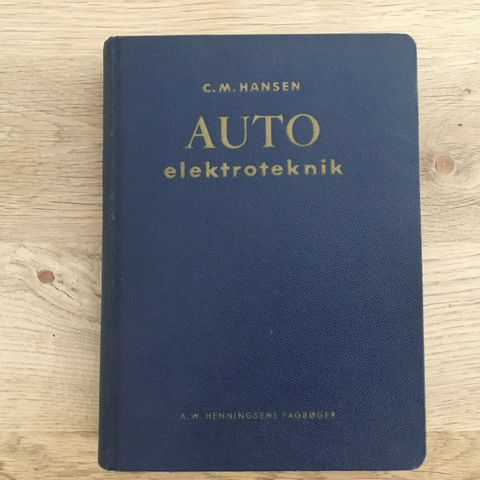 C.M.HANSEN
AUTO
elektroteknik
A.W. HENNINGSENS FAGBØGER